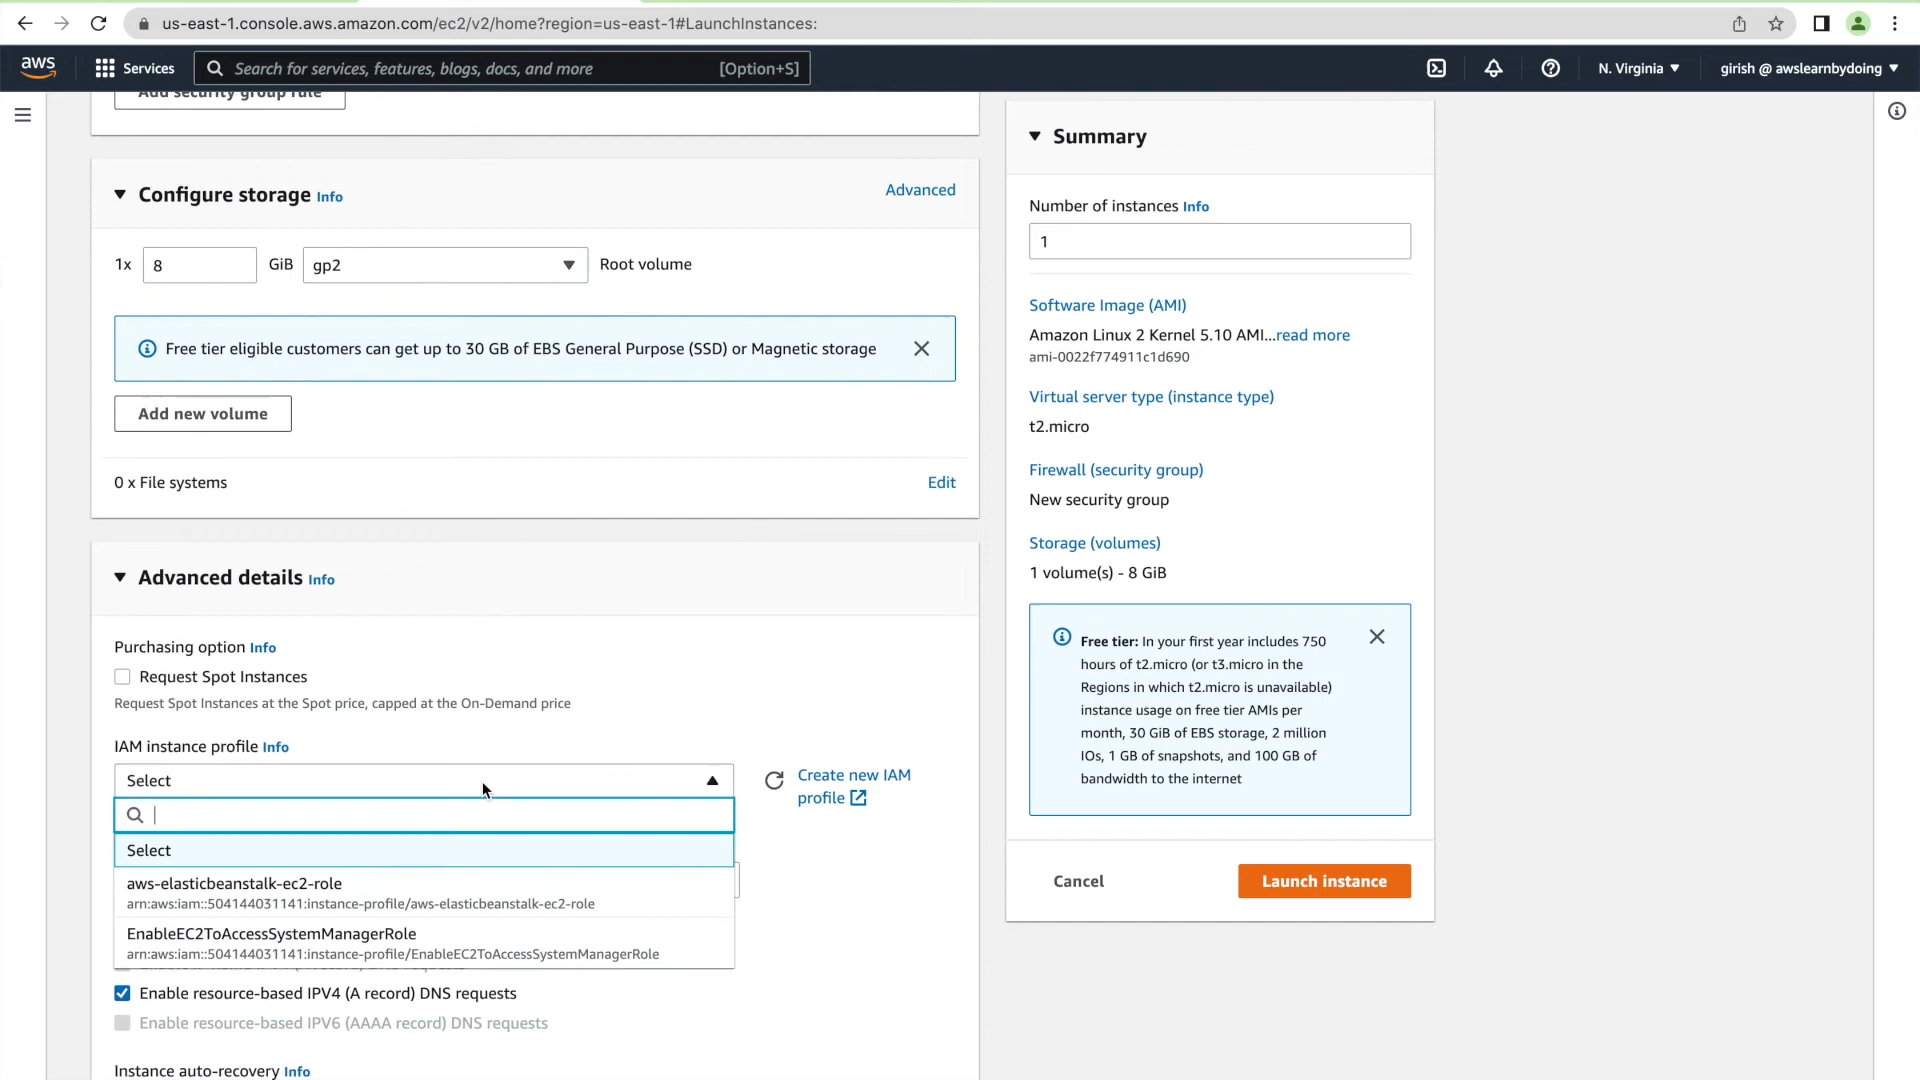 us-east-1.console.aws.amazon.com/ec2/v2/home?region=us-east-1#LaunchInstances:
aws
Services
Search for services, features, blogs, docs, and more
[Option+S]
N. Virginia
girish @ awslearnbydoing
Add security group rule
Configure storage Info
Advanced
1x 8 GiB gp2 Root volume
Free tier eligible customers can get up to 30 GB of EBS General Purpose (SSD) or Magnetic storage
Add new volume
0 x File systems
Edit
Advanced details Info
Purchasing option Info
Request Spot Instances
Request Spot Instances at the Spot price, capped at the On-Demand price
IAM instance profile Info
Select
Create new IAM
profile
Select
aws-elasticbeanstalk-ec2-role
arn:aws:iam::504144031141:instance-profile/aws-elasticbeanstalk-ec2-role
EnableEC2ToAccessSystemManagerRole
arn:aws:iam::504144031141:instance-profile/EnableEC2ToAccessSystemManagerRole
Enable resource-based IPV4 (A record) DNS requests
Enable resource-based IPV6 (AAAA record) DNS requests
Instance auto-recovery Info
Summary
Number of instances Info
1
Software Image (AMI)
Amazon Linux 2 Kernel 5.10 AMI...read more
ami-0022f774911c1d690
Virtual server type (instance type)
t2.micro
Firewall (security group)
New security group
Storage (volumes)
1 volume(s) - 8 GiB
Free tier: In your first year includes 750
hours of t2.micro (or t3.micro in the
Regions in which t2.micro is unavailable)
instance usage on free tier AMIs per
month, 30 GiB of EBS storage, 2 million
IOs, 1 GB of snapshots, and 100 GB of
bandwidth to the internet
Cancel
Launch instance